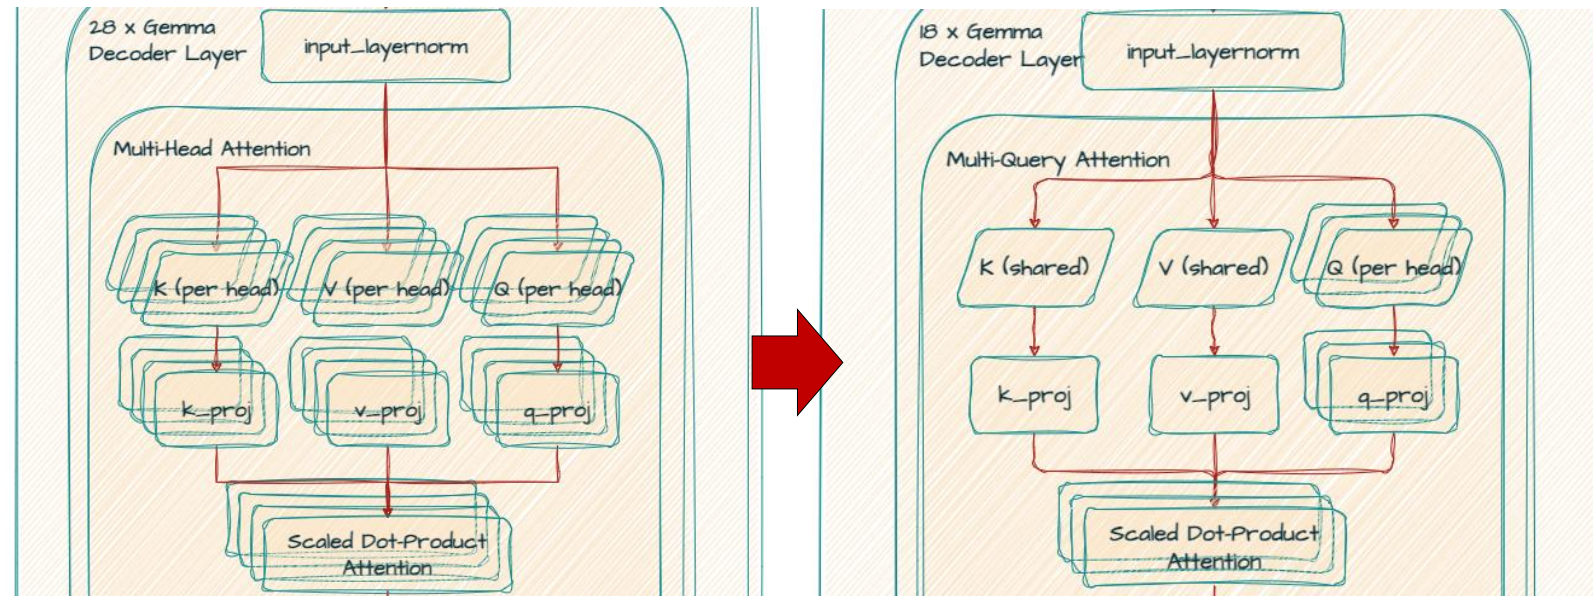 28 x Gemma
Decoder Layer
input_layernorm
Multi-Head Attention
K (per head)
V (per head)
Q (per head)
k_proj
v_proj
q_proj
Scaled Dot-Product
Attention
18 x Gemma
Decoder Layer
input_layernorm
Multi-Query Attention
K (shared)
V (shared)
Q (per head)
k_proj
v_proj
q_proj
Scaled Dot-Product
Attention